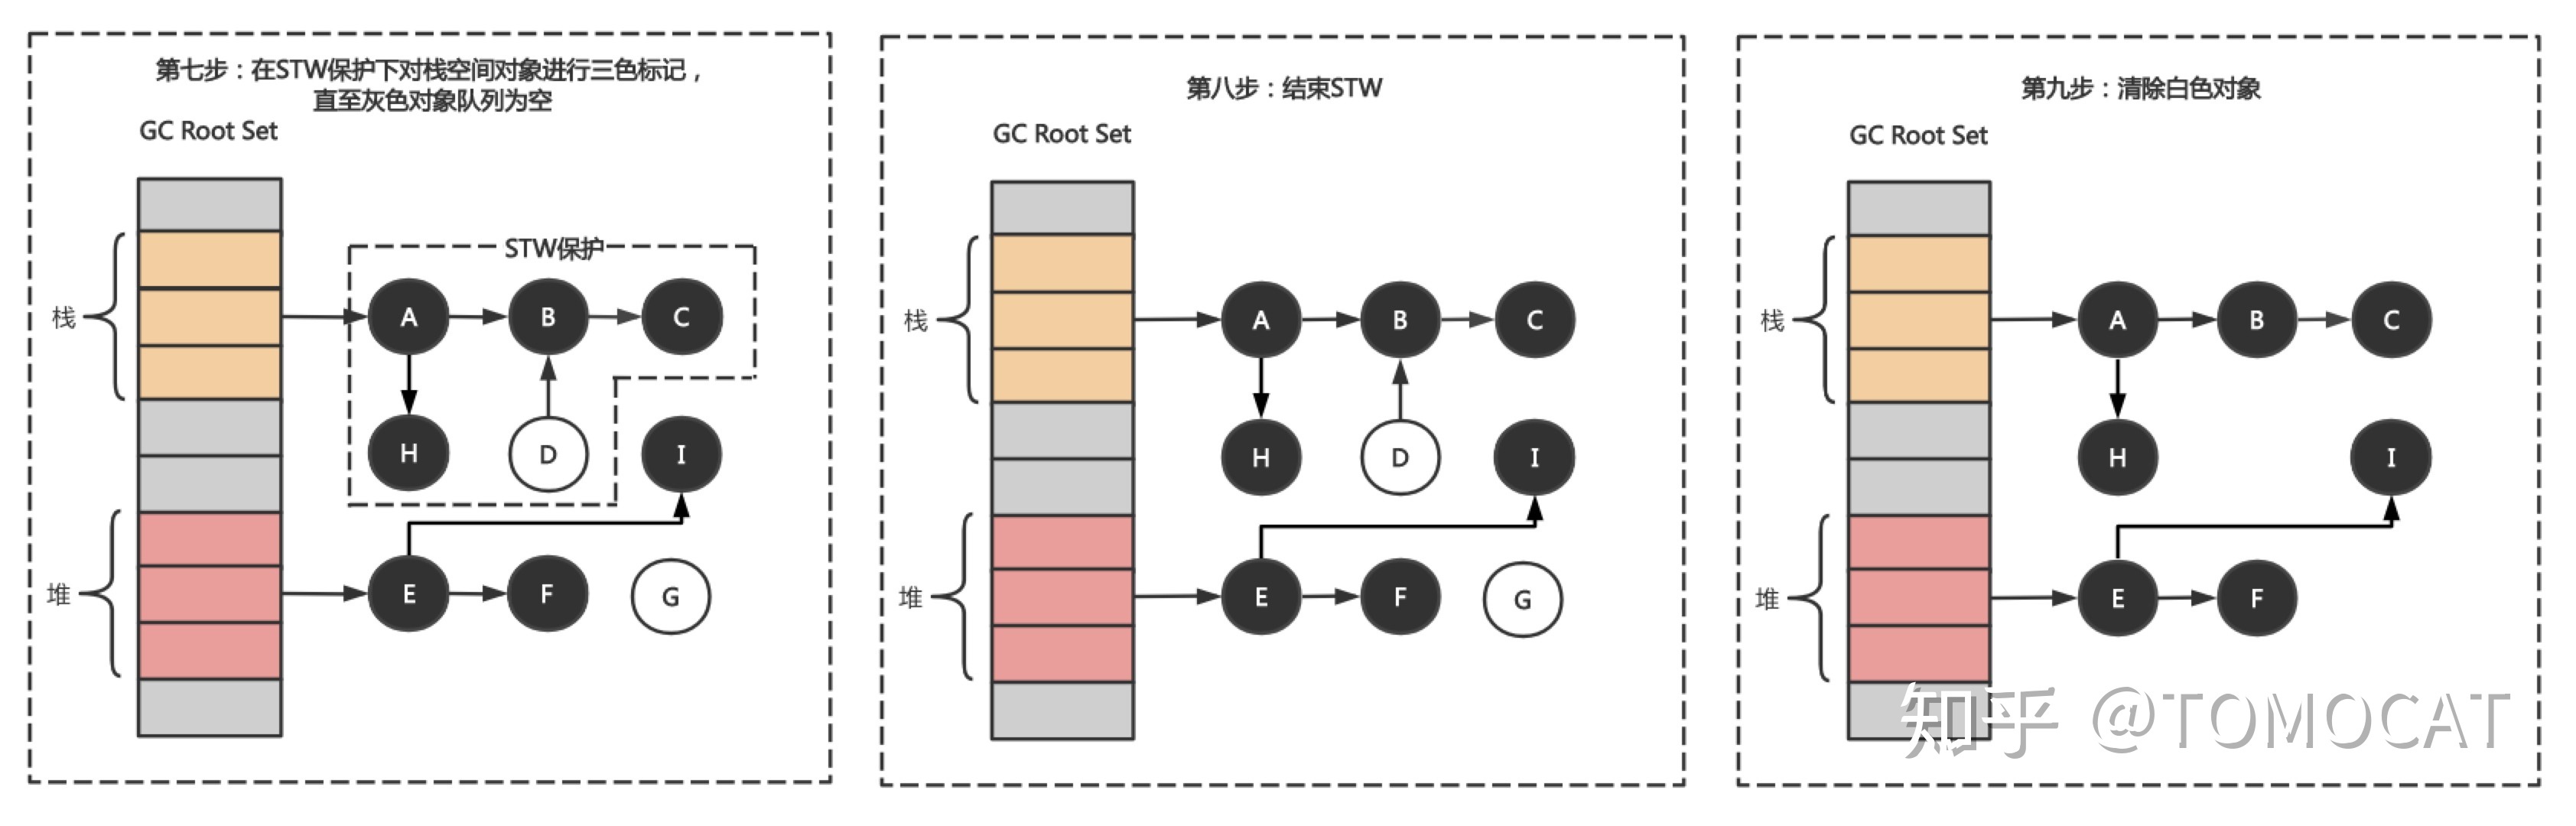 第七步：在STW保护下对栈空间对象进行三色标记，
直至灰色对象队列为空
GC Root Set
STW保护
栈
A
B
C
H
D
I
堆
E
F
G
第八步：结束STW
GC Root Set
栈
A
B
C
H
D
I
堆
E
F
G
第九步：清除白色对象
GC Root Set
栈
A
B
C
H
I
堆
E
F
知乎 @TOMOCAT